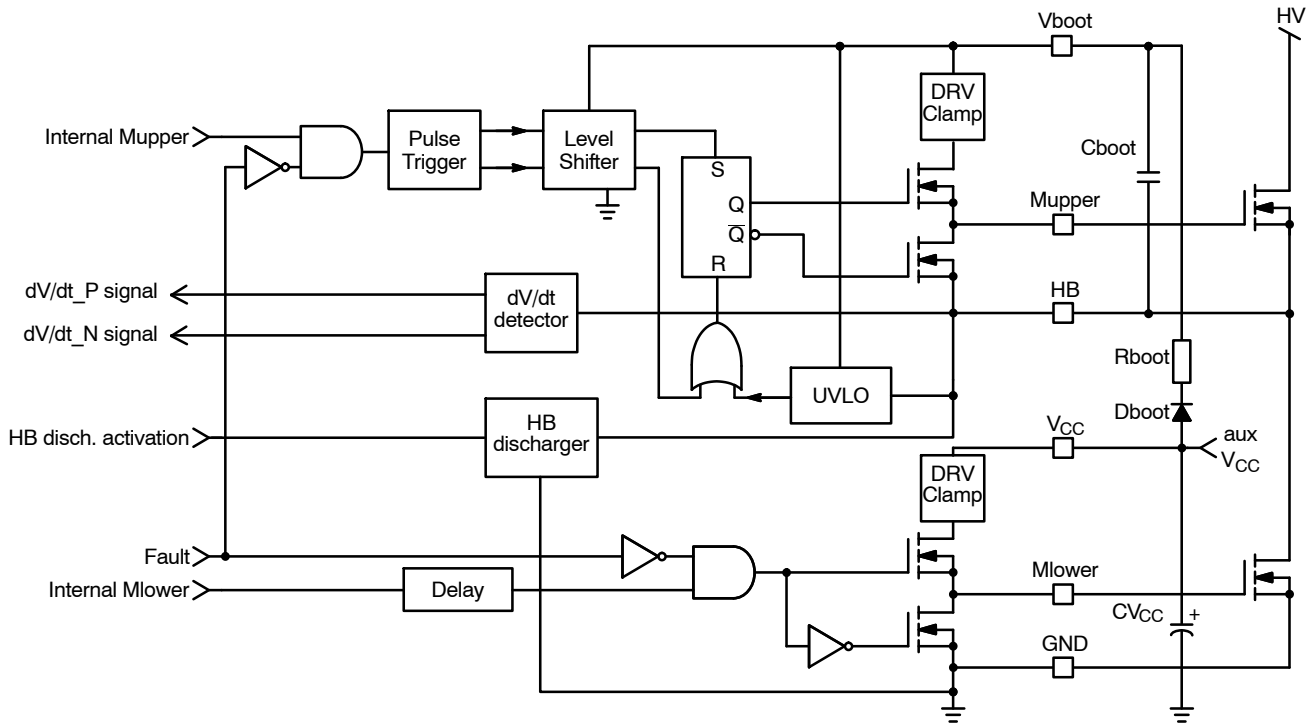 Vboot
HV
DRV
Clamp
Internal Mupper
Pulse
Trigger
Level
Shifter
Cboot
S
Q
Q
R
Mupper
dV/dt_P signal
dV/dt
detector
HB
dV/dt_N signal
Rboot
UVLO
Dboot
HB
discharger
HB disch. activation
VCC
aux
VCC
DRV
Clamp
Fault
Internal Mlower
Delay
Mlower
CVCC
+
GND